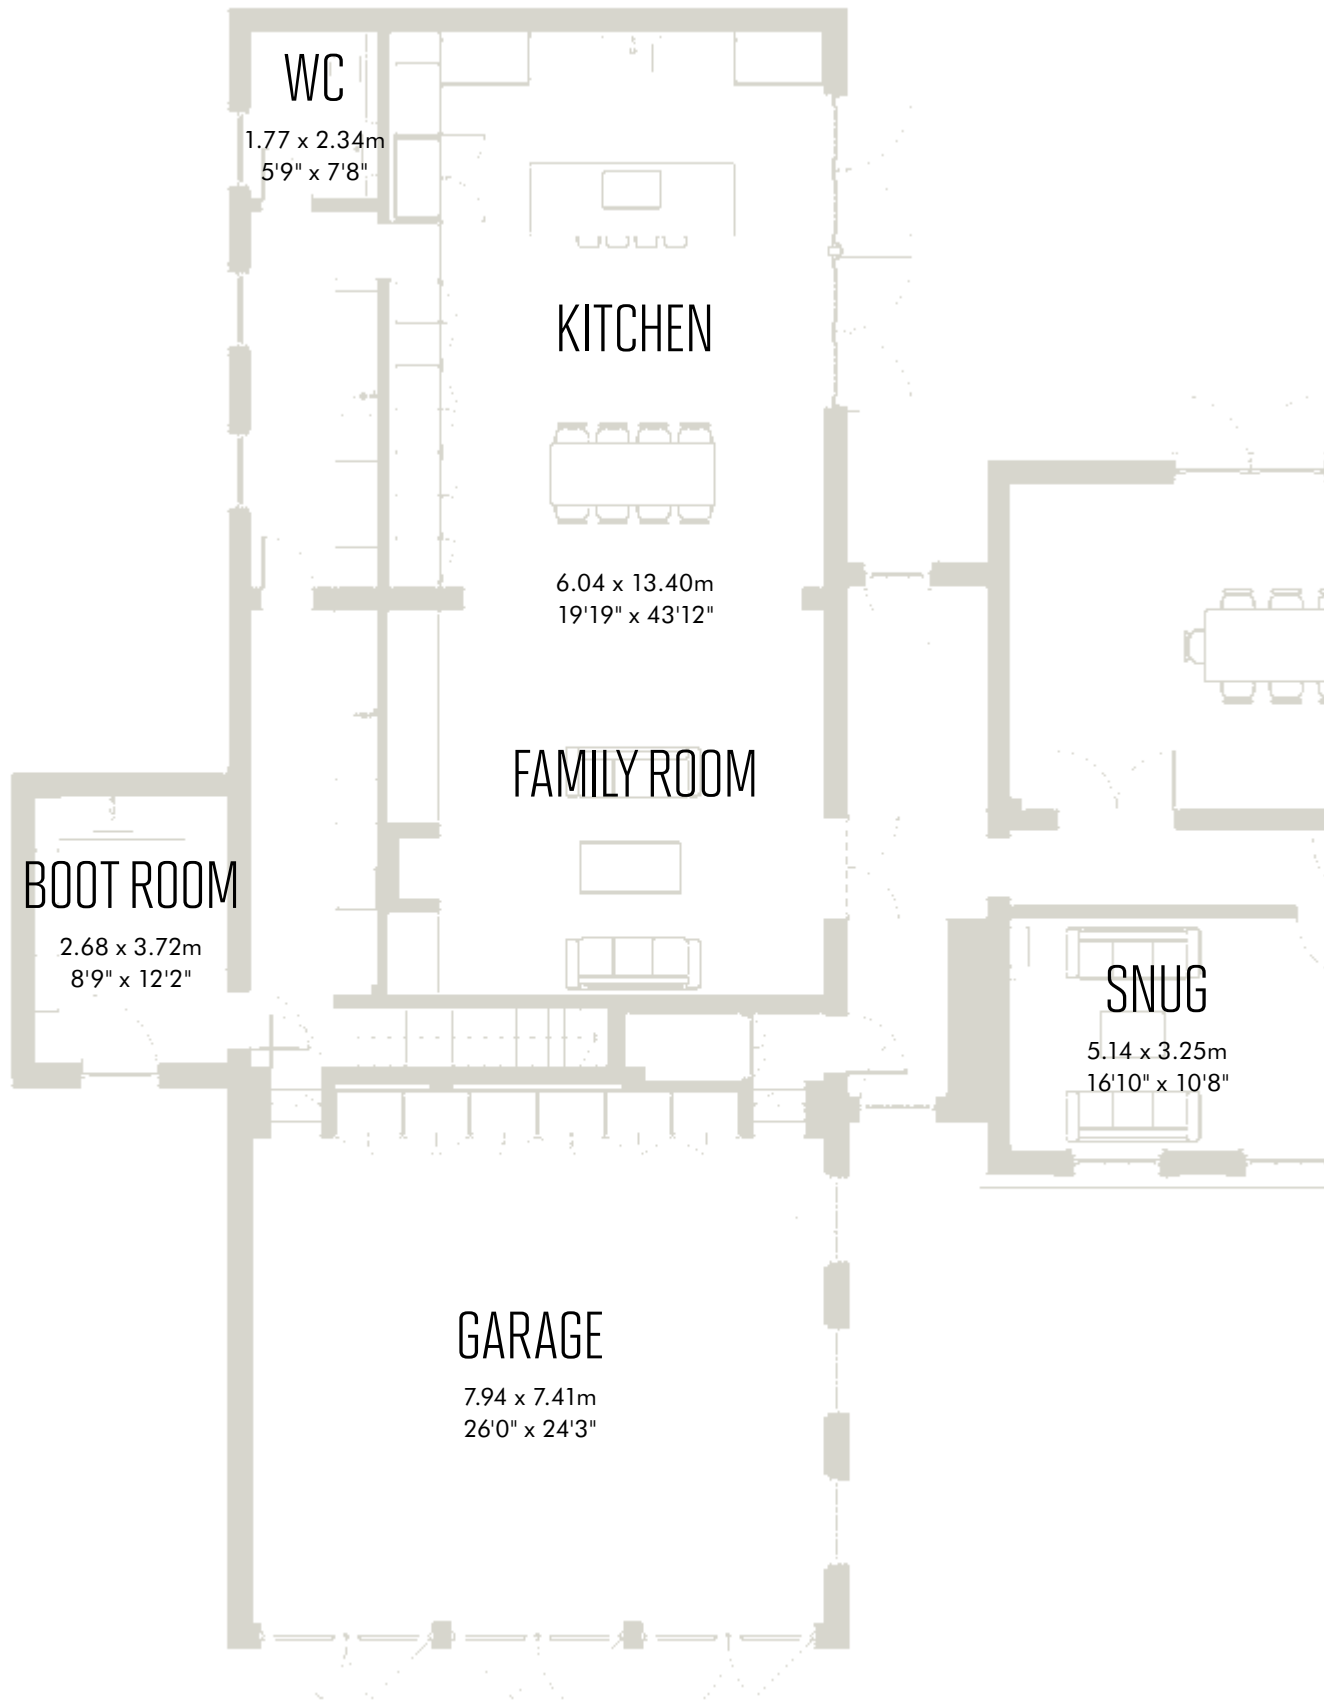 WC
1.77 x 2.34m
5'9" x 7'8"
KITCHEN
6.04 x 13.40m
19'19" x 43'12"
FAMILY ROOM
BOOT ROOM
2.68 x 3.72m
8'9" x 12'2"
SNUG
5.14 x 3.25m
16'10" x 10'8"
GARAGE
7.94 x 7.41m
26'0" x 24'3"